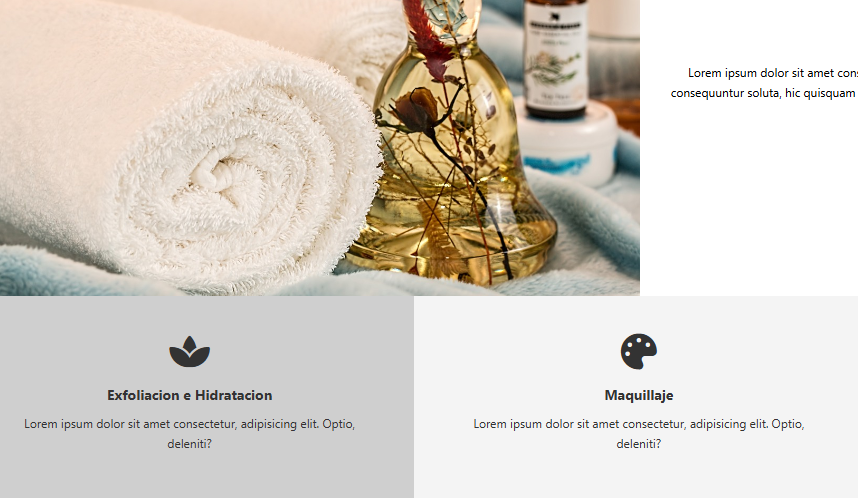 Lorem ipsum dolor sit amet cons
consequuntur soluta, hic quisquam
Exfoliacion e Hidratacion
Lorem ipsum dolor sit amet consectetur, adipisicing elit. Optio,
deleniti?
Maquillaje
Lorem ipsum dolor sit amet consectetur, adipisicing elit. Optio,
deleniti?